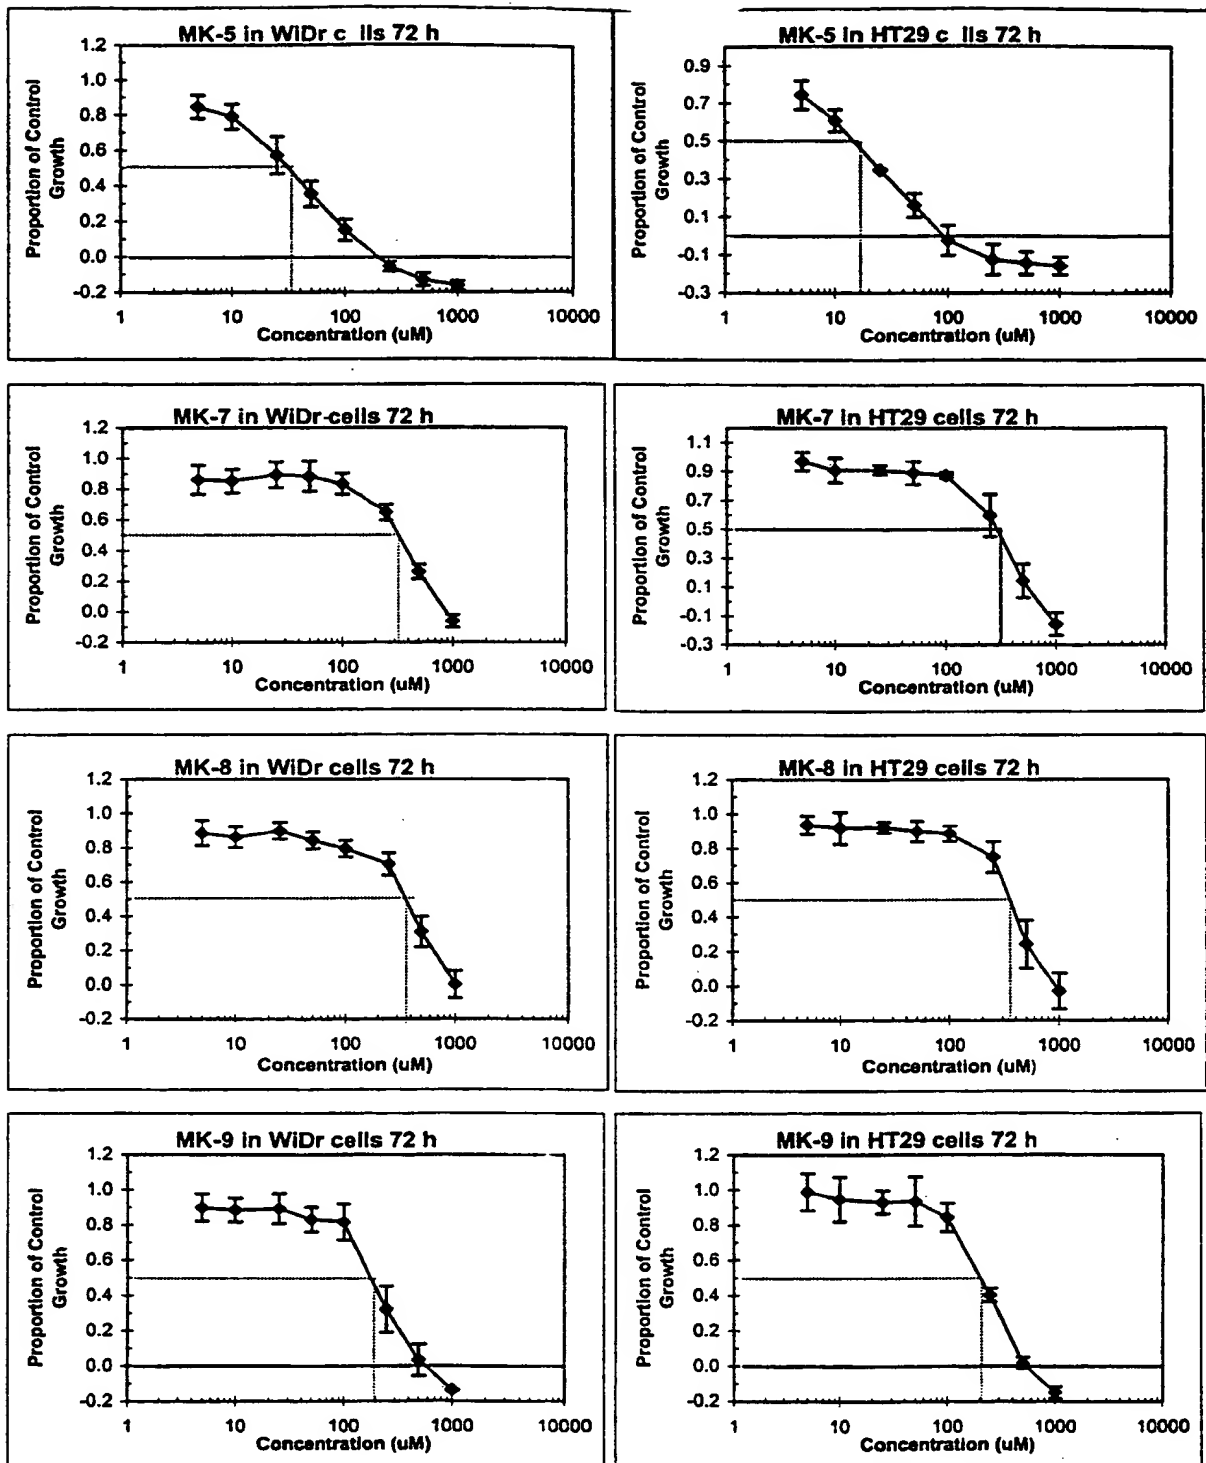 MK-5 in WiDr c lls 72 h
Proportion of Control
Growth
1.2
1.0
0.8
0.6
0.4
0.2
0.0
-0.2
1 10 100 1000 10000
Concentration (uM)
MK-5 in HT29 c lls 72 h
Proportion of Control
Growth
0.9
0.7
0.5
0.3
0.1
-0.1
-0.3
1 10 100 1000 10000
Concentration (uM)
MK-7 in WiDr-cells 72 h
Proportion of Control
Growth
1.2
1.0
0.8
0.6
0.4
0.2
0.0
-0.2
1 10 100 1000 10000
Concentration (uM)
MK-7 in HT29 cells 72 h
Proportion of Control
Growth
1.1
0.9
0.7
0.5
0.3
0.1
-0.1
-0.3
1 10 100 1000 10000
Concentration (uM)
MK-8 in WiDr cells 72 h
Proportion of Control
Growth
1.2
1.0
0.8
0.6
0.4
0.2
0.0
-0.2
1 10 100 1000 10000
Concentration (uM)
MK-8 in HT29 cells 72 h
Proportion of Control
Growth
1.2
1.0
0.8
0.6
0.4
0.2
0.0
-0.2
1 10 100 1000 10000
Concentration (uM)
MK-9 in WiDr cells 72 h
Proportion of Control
Growth
1.2
1.0
0.8
0.6
0.4
0.2
0.0
-0.2
1 10 100 1000 10000
Concentration (uM)
MK-9 in HT29 cells 72 h
Proportion of Control
Growth
1.2
1.0
0.8
0.6
0.4
0.2
0.0
-0.2
1 10 100 1000 10000
Concentration (uM)